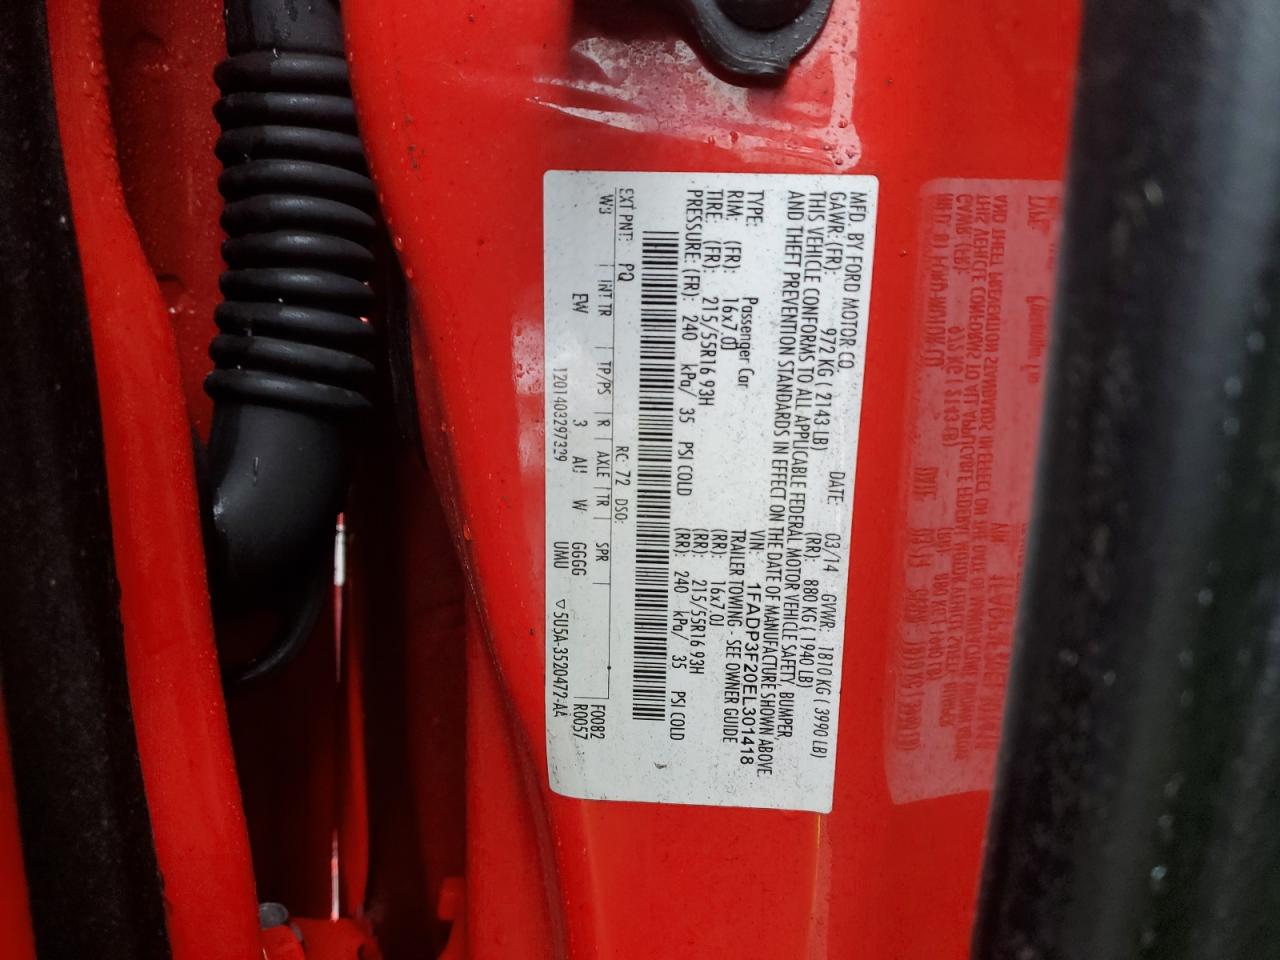 MFD. BY FORD MOTOR CO.
DATE: 03/14 GVWR: 1810 KG ( 3990 LB)
GAWR: (FR): 972 KG ( 2143 LB) (RR): 880 KG ( 1940 LB)
THIS VEHICLE CONFORMS TO ALL APPLICABLE FEDERAL MOTOR VEHICLE SAFETY, BUMPER
AND THEFT PREVENTION STANDARDS IN EFFECT ON THE DATE OF MANUFACTURE SHOWN ABOVE.
VIN: 1FADP3F20EL301418
TYPE: Passenger Car TRAILER TOWING - SEE OWNER GUIDE
RIM: (FR): 16x7.0J (RR): 16x7.0J
TIRE: (FR): 215/55R16 93H (RR): 215/55R16 93H
PRESSURE: (FR): 240 kPa/ 35 PSI COLD (RR): 240 kPa/ 35 PSI COLD
EXT PNT: PQ RC: 72 DSO: F0082
W3 INT TR TP/PS R AXLE TR SPR R0057
EW 3 AU W GGGG
1201403297329 UMU ▽5U5A-3520472-AA